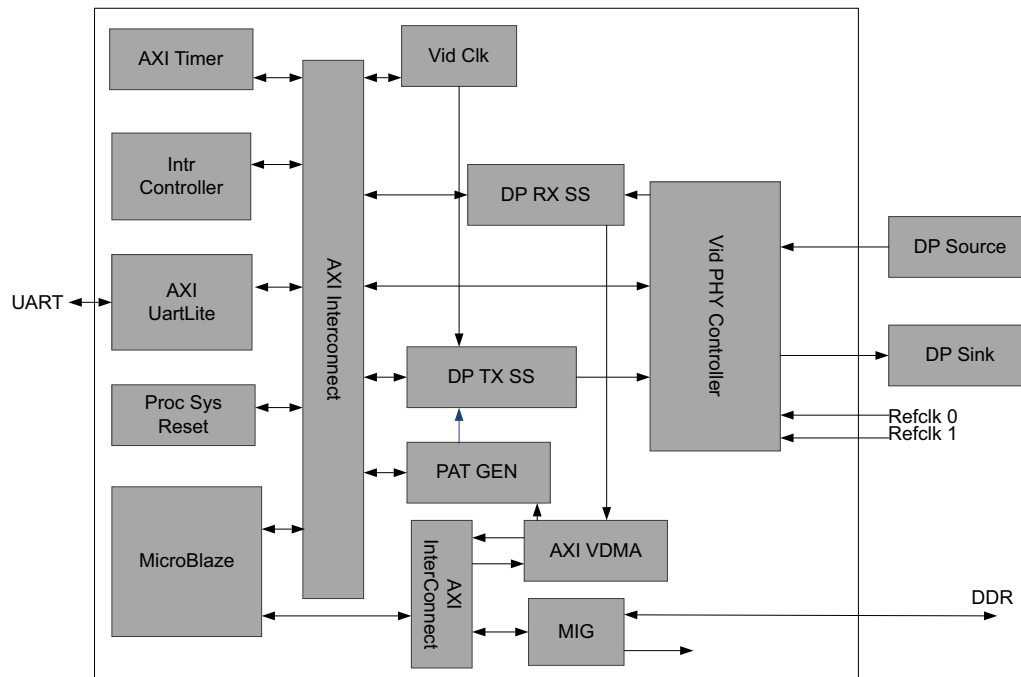 AXI Timer
Vid Clk
Intr
Controller
DP RX SS
AXI Interconnect
Vid PHY Controller
DP Source
UART
AXI
UartLite
DP TX SS
DP Sink
Proc Sys
Reset
Refclk 0
Refclk 1
PAT GEN
MicroBlaze
AXI
InterConnect
AXI VDMA
MIG
DDR